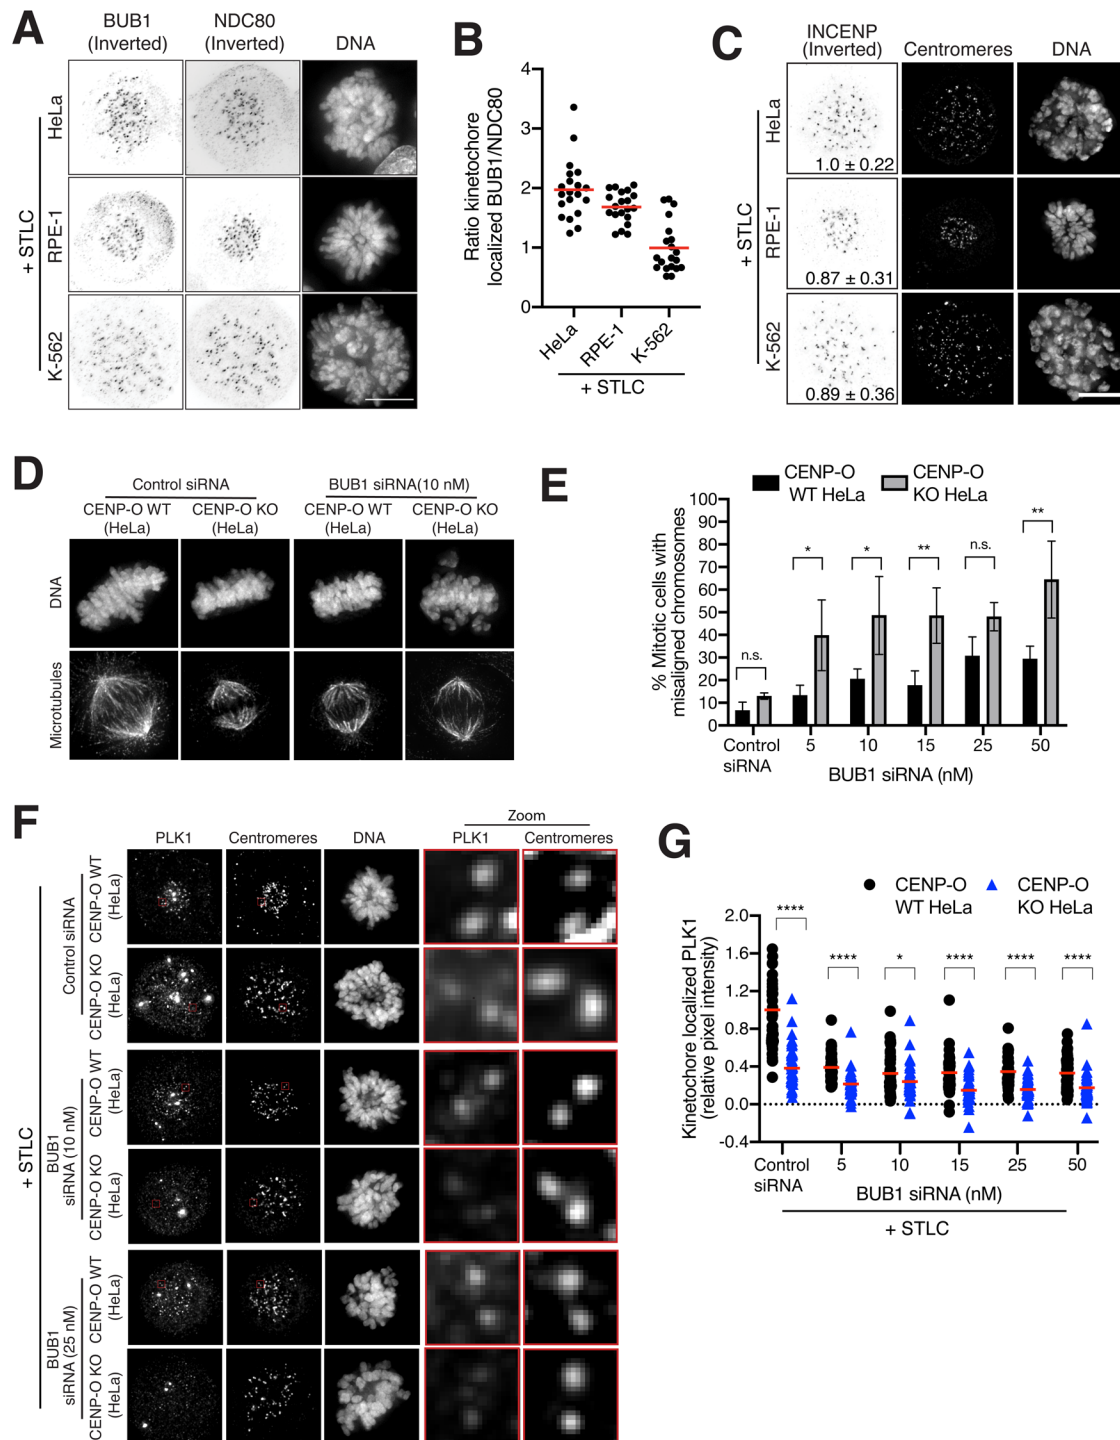 A
BUB1
(Inverted)
NDC80
(Inverted)
DNA
+ STLC
HeLa
RPE-1
K-562
B
Ratio kinetochore
localized BUB1/NDC80
4
3
2
1
0
HeLa
RPE-1
K-562
+ STLC
C
INCENP
(Inverted)
Centromeres
DNA
+ STLC
HeLa
1.0 ± 0.22
RPE-1
0.87 ± 0.31
K-562
0.89 ± 0.36
D
Control siRNA
BUB1 siRNA(10 nM)
CENP-O WT
(HeLa)
CENP-O KO
(HeLa)
CENP-O WT
(HeLa)
CENP-O KO
(HeLa)
DNA
Microtubules
E
CENP-O
WT HeLa
CENP-O
KO HeLa
% Mitotic cells with
misaligned chromosomes
100
90
80
70
60
50
40
30
20
10
0
n.s.
*
*
**
n.s.
**
Control
siRNA
5
10
15
25
50
BUB1 siRNA (nM)
F
Zoom
PLK1
Centromeres
DNA
PLK1
Centromeres
+ STLC
Control siRNA
CENP-O WT
(HeLa)
CENP-O KO
(HeLa)
BUB1
siRNA (10 nM)
CENP-O WT
(HeLa)
CENP-O KO
(HeLa)
BUB1
siRNA (25 nM)
CENP-O WT
(HeLa)
CENP-O KO
(HeLa)
G
CENP-O
WT HeLa
CENP-O
KO HeLa
Kinetochore localized PLK1
(relative pixel intensity)
2.0
1.6
1.2
0.8
0.4
0.0
-0.4
****
****
*
****
****
****
Control
siRNA
5
10
15
25
50
BUB1 siRNA (nM)
+ STLC